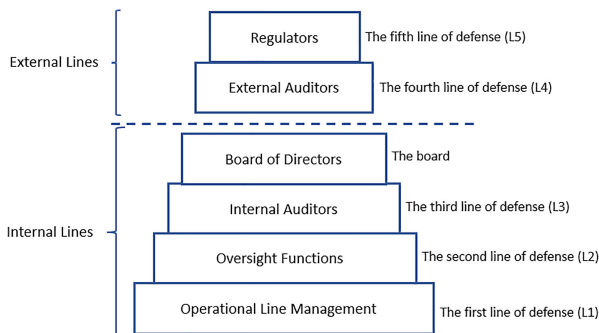 Regulators The fifth line of defense (L5)
External Lines
External Auditors The fourth line of defense (L4)
Board of Directors The board
Internal Auditors The third line of defense (L3)
Internal Lines
Oversight Functions The second line of defense (L2)
Operational Line Management The first line of defense (L1)